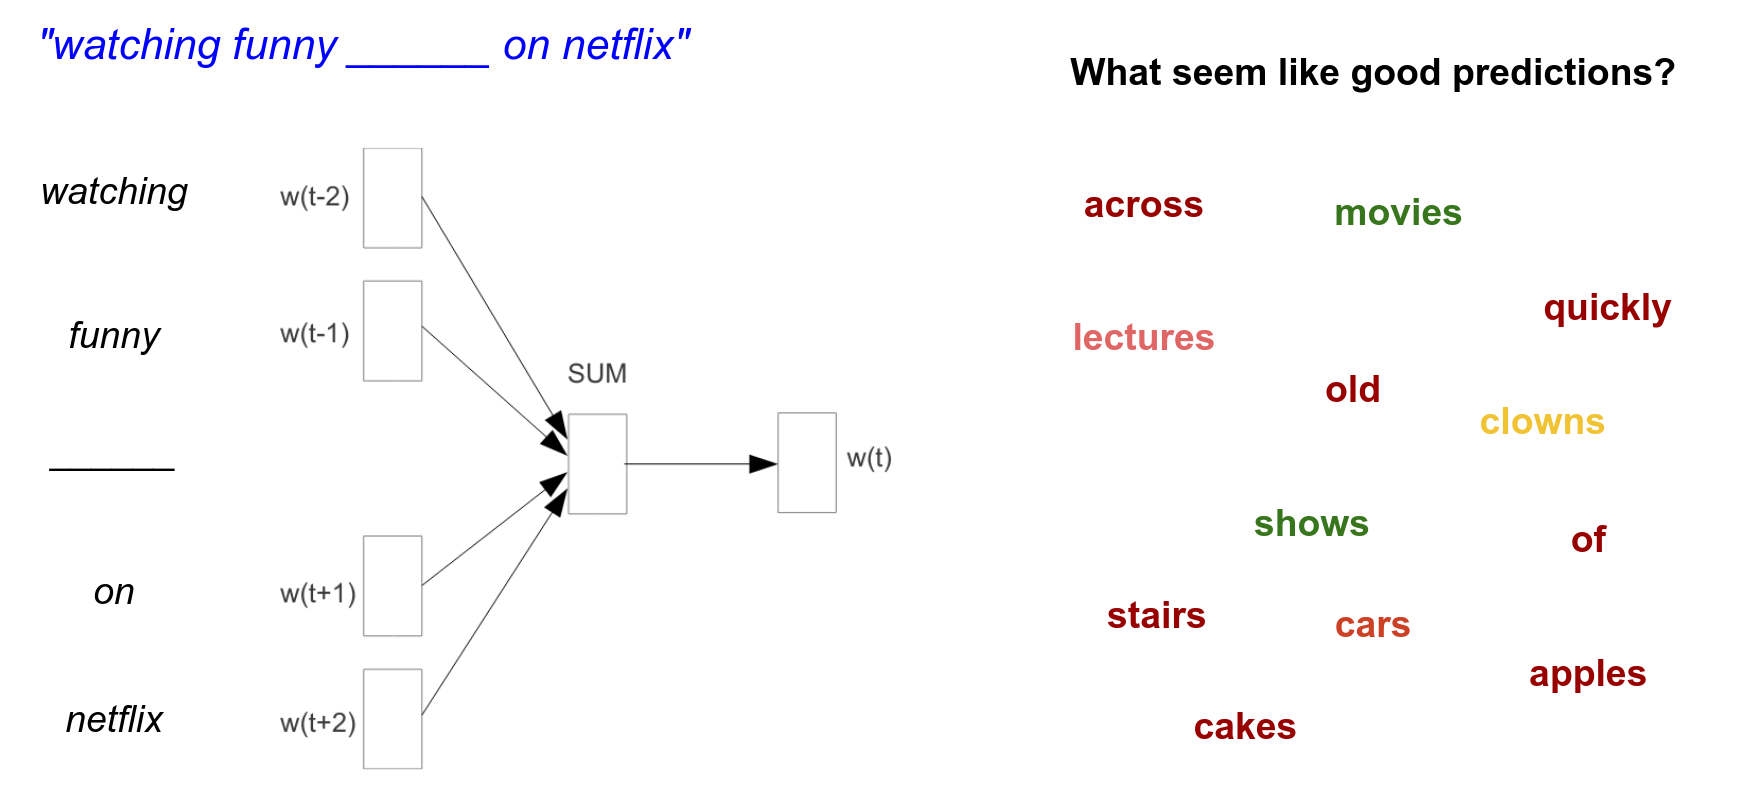 "watching funny ______ on netflix"
What seem like good predictions?
watching
w(t-2)
funny
w(t-1)
______
on
w(t+1)
netflix
w(t+2)
SUM
w(t)
across
movies
quickly
lectures
old
clowns
shows
of
stairs
cars
apples
cakes